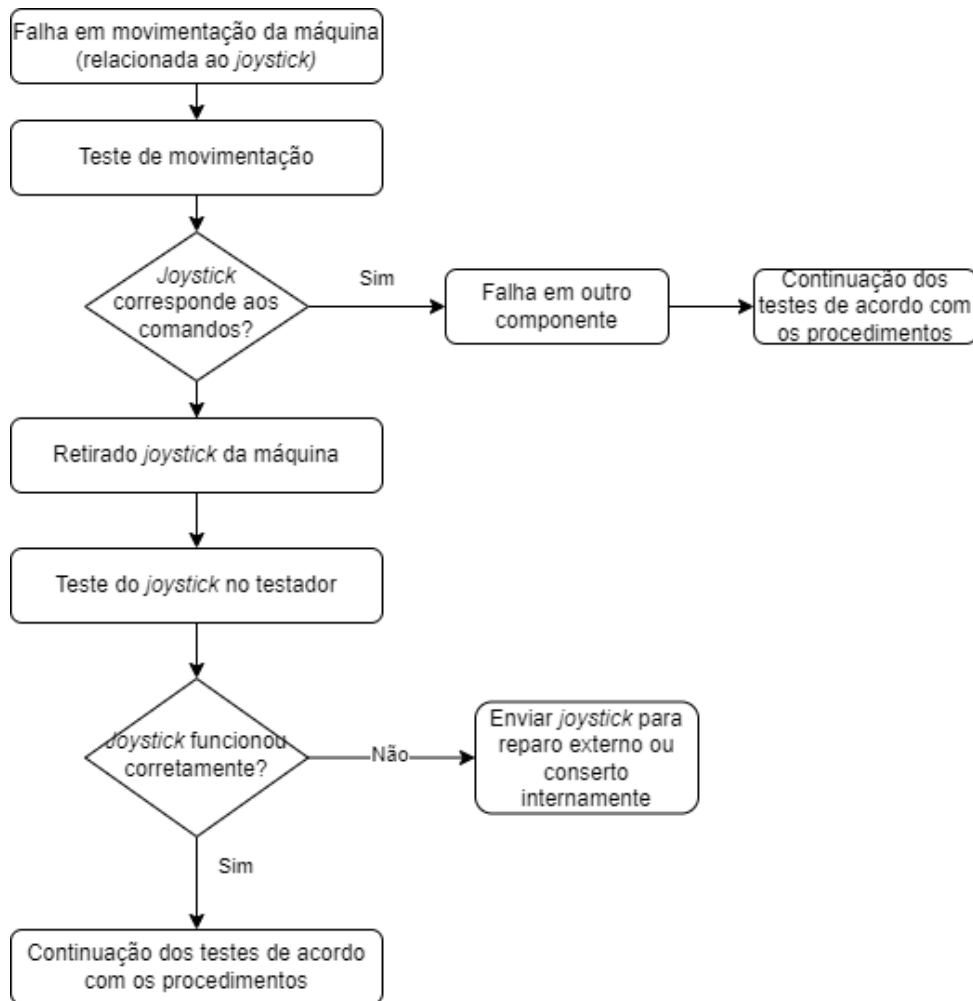 Falha em movimentação da máquina
(relacionada ao joystick)
Teste de movimentação
Joystick
corresponde aos
comandos?
Sim
Falha em outro
componente
Continuação dos
testes de acordo com
os procedimentos
Retirado joystick da máquina
Teste do joystick no testador
Joystick funcionou
corretamente?
Não
Enviar joystick para
reparo externo ou
conserto
internamente
Sim
Continuação dos testes de acordo
com os procedimentos